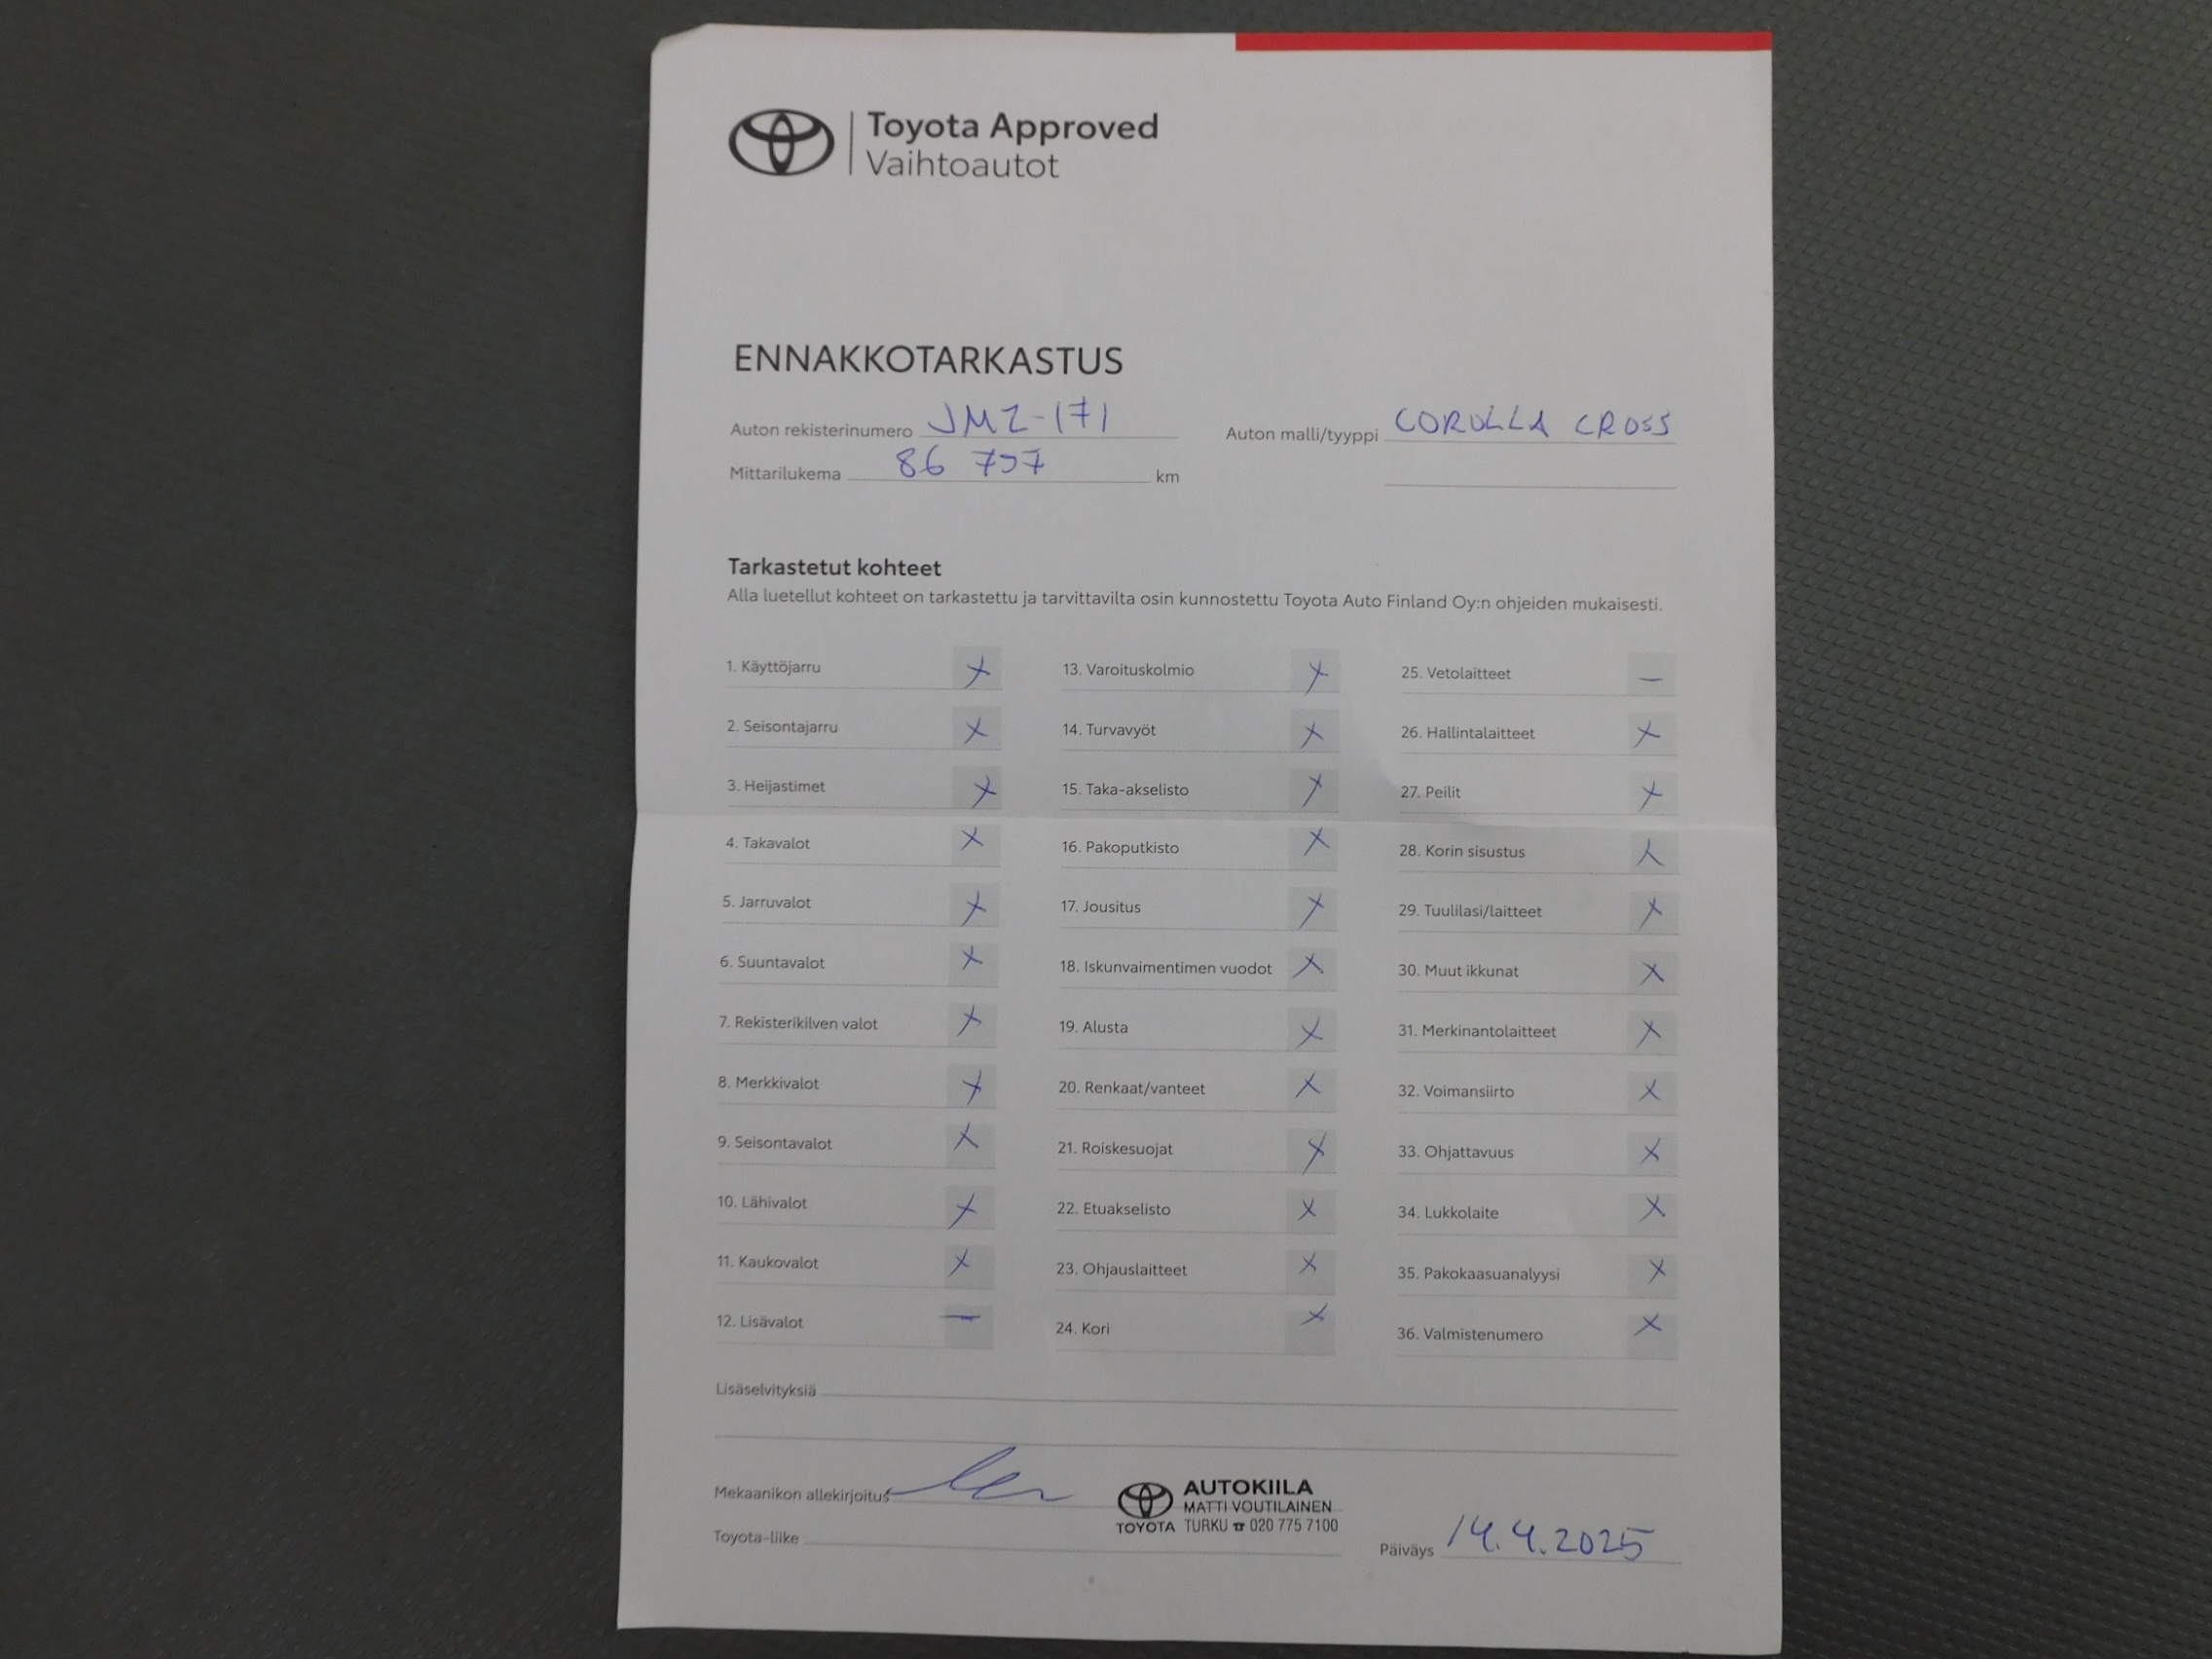 Toyota Approved
Vaihtoautot
ENNAKKOTARKASTUS
Auton rekisterinumero JMZ-171
Auton malli/tyyppi COROLLA CROSS
Mittarilukema 86 797 km
Tarkastetut kohteet
Alla luetellut kohteet on tarkastettu ja tarvittavilta osin kunnostettu Toyota Auto Finland Oy:n ohjeiden mukaisesti.
1. Käyttöjarru X
2. Seisontajarru X
3. Heijastimet X
4. Takavalot X
5. Jarruvalot X
6. Suuntavalot X
7. Rekisterikilven valot X
8. Merkkivalot X
9. Seisontavalot X
10. Lähivalot X
11. Kaukovalot X
12. Lisävalot —
13. Varoituskolmio X
14. Turvavyöt X
15. Taka-akselisto X
16. Pakoputkisto X
17. Jousitus X
18. Iskunvaimentimen vuodot X
19. Alusta X
20. Renkaat/vanteet X
21. Roiskesuojat X
22. Etuakselisto X
23. Ohjauslaitteet X
24. Kori X
25. Vetolaitteet —
26. Hallintalaitteet X
27. Peilit X
28. Korin sisustus X
29. Tuulilasi/laitteet X
30. Muut ikkunat X
31. Merkinantolaitteet X
32. Voimansiirto X
33. Ohjattavuus X
34. Lukkolaite X
35. Pakokaasuanalyysi X
36. Valmistenumero X
Lisäselvityksiä
Mekaanikon allekirjoitus
AUTOKIILA
MATTI VOUTILAINEN
TOYOTA TURKU ☎ 020 775 7100
Toyota-liike
Päiväys 14.4.2025